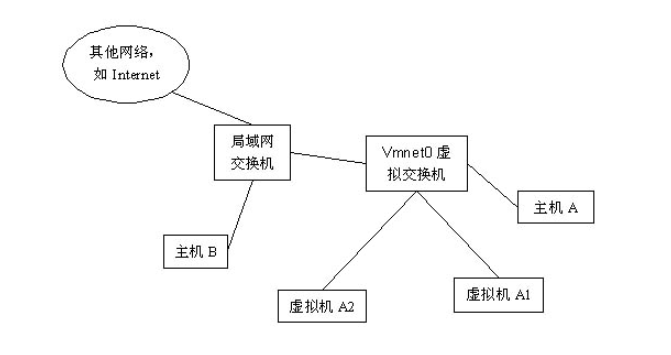 其他网络，
如 Internet
局域网
交换机
Vmnet0 虚
拟交换机
主机 A
主机 B
虚拟机 A2
虚拟机 A1